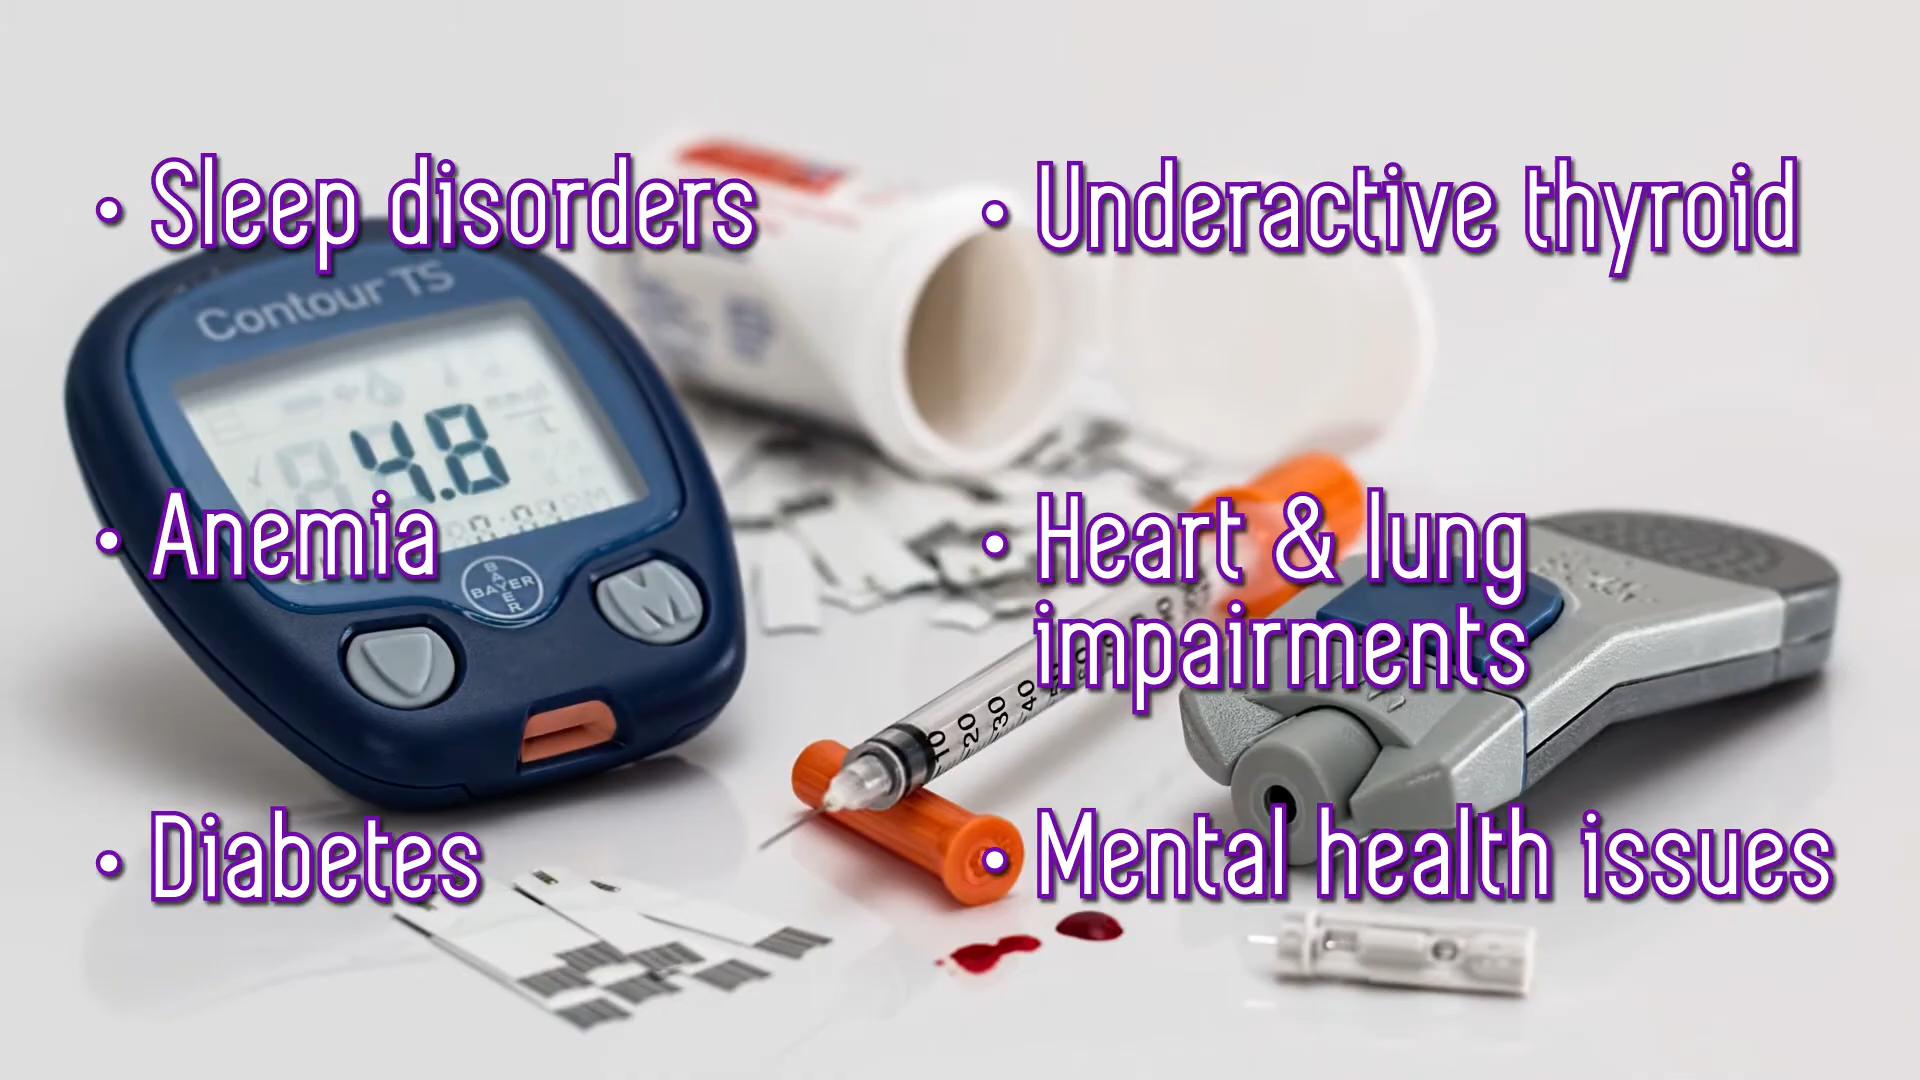 • Sleep disorders
• Underactive thyroid
Contour TS
4.8
• Anemia
• Heart & lung
impairments
BAYER
BAYER
M
10 20 30 40
• Diabetes
• Mental health issues